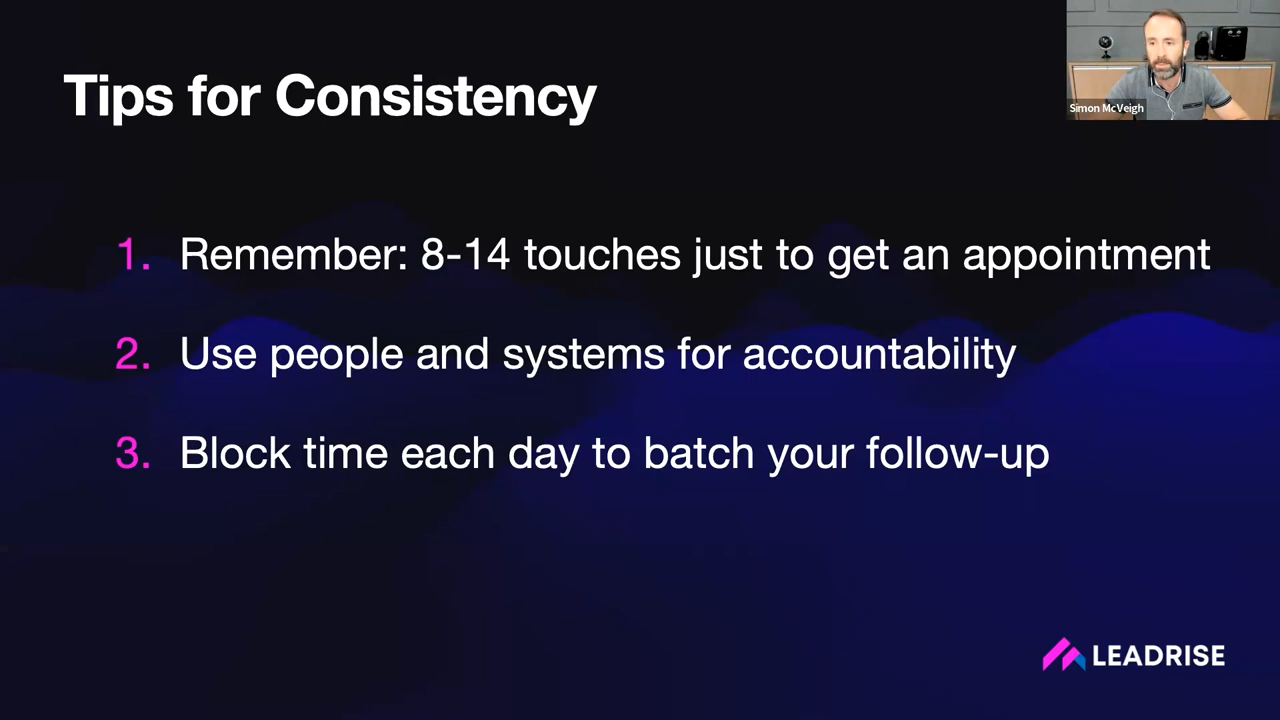 Tips for Consistency
Simon McVeigh
1. Remember: 8-14 touches just to get an appointment
2. Use people and systems for accountability
3. Block time each day to batch your follow-up
LEADRISE